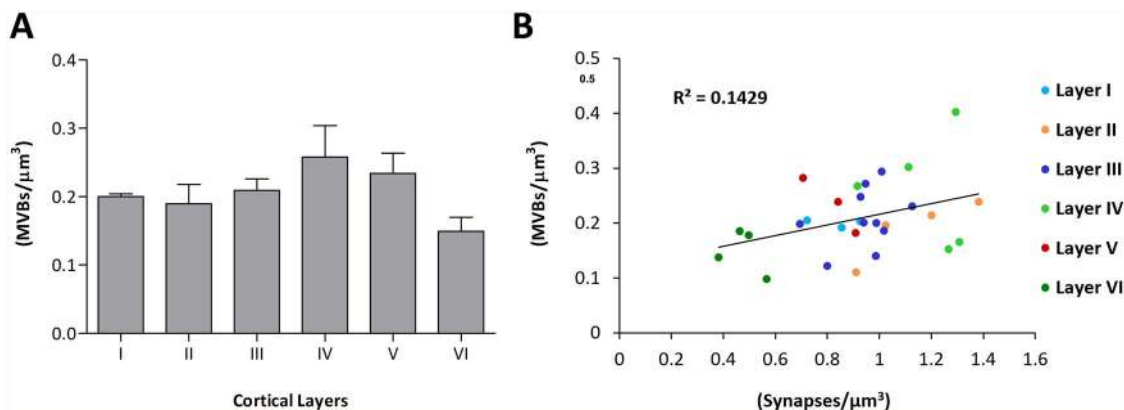 A
(MVBs/μm³)
0.4
0.3
0.2
0.1
0.0
I II III IV V VI
Cortical Layers
B
(MVBs/μm³)
0.5
0.5
0.4
0.3
0.2
0.1
0
R² = 0.1429
0 0.2 0.4 0.6 0.8 1 1.2 1.4 1.6
(Synapses/μm³)
Layer I
Layer II
Layer III
Layer IV
Layer V
Layer VI